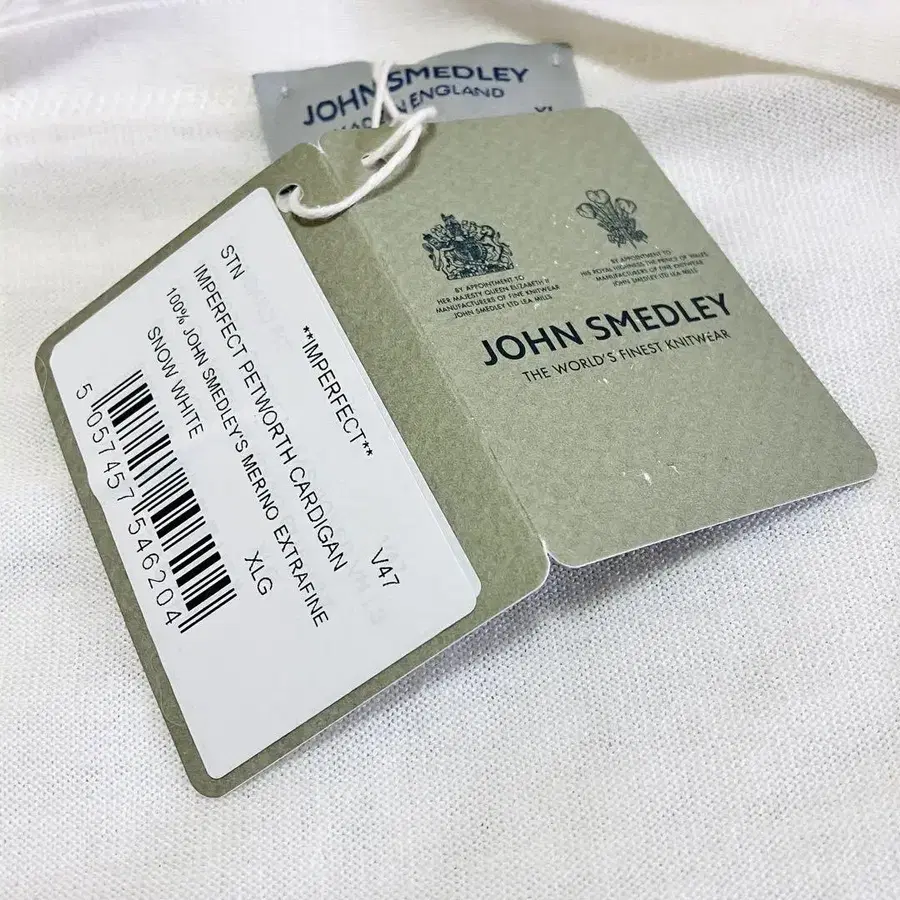 JOHN SMEDLEY
MADE IN ENGLAND
XL
**IMPERFECT**
STN
V47
IMPERFECT PETWORTH CARDIGAN
100% JOHN SMEDLEY'S MERINO EXTRAFINE
SNOW WHITE
XLG
5 057457 546204
BY APPOINTMENT TO
HER MAJESTY QUEEN ELIZABETH II
MANUFACTURERS OF FINE KNITWEAR
JOHN SMEDLEY LTD LEA MILLS
BY APPOINTMENT TO
HIS ROYAL HIGHNESS THE PRINCE OF WALES
MANUFACTURERS OF FINE KNITWEAR
JOHN SMEDLEY LTD LEA MILLS
JOHN SMEDLEY
THE WORLD'S FINEST KNITWEAR